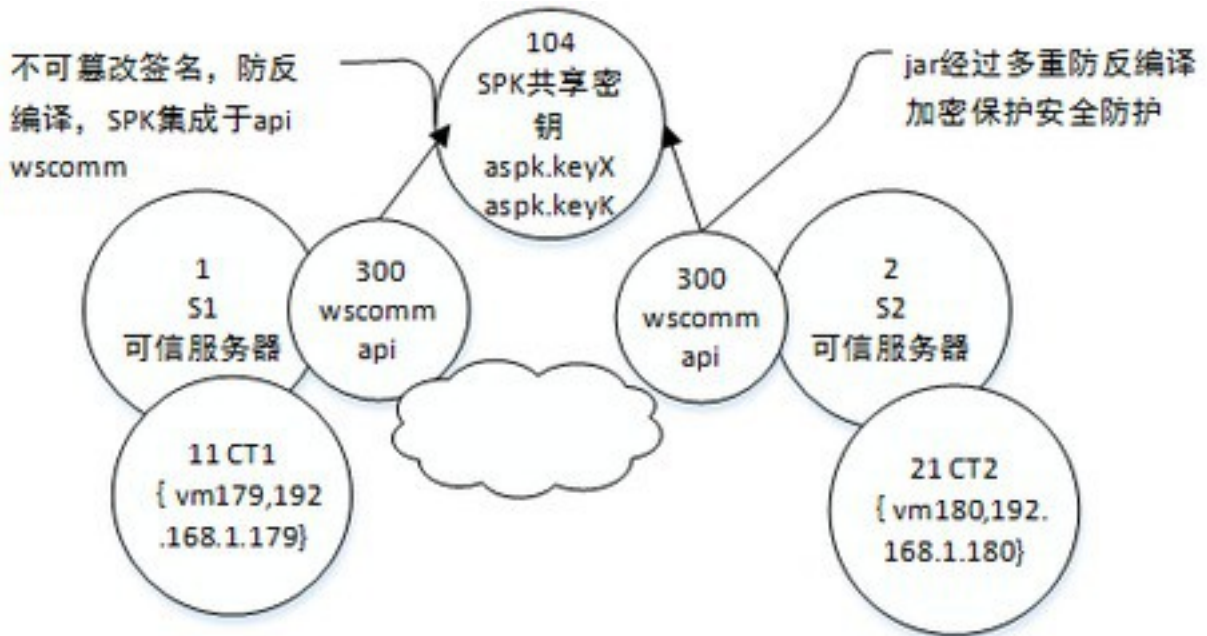 不可篡改签名，防反
编译，SPK集成于api
wscomm
104
SPK共享密
钥
aspk.keyX
aspk.keyK
jar经过多重防反编译
加密保护安全防护
1
S1
可信服务器
300
wscomm
api
300
wscomm
api
2
S2
可信服务器
11 CT1
{ vm179,192
.168.1.179}
21 CT2
{ vm180,192.
168.1.180}